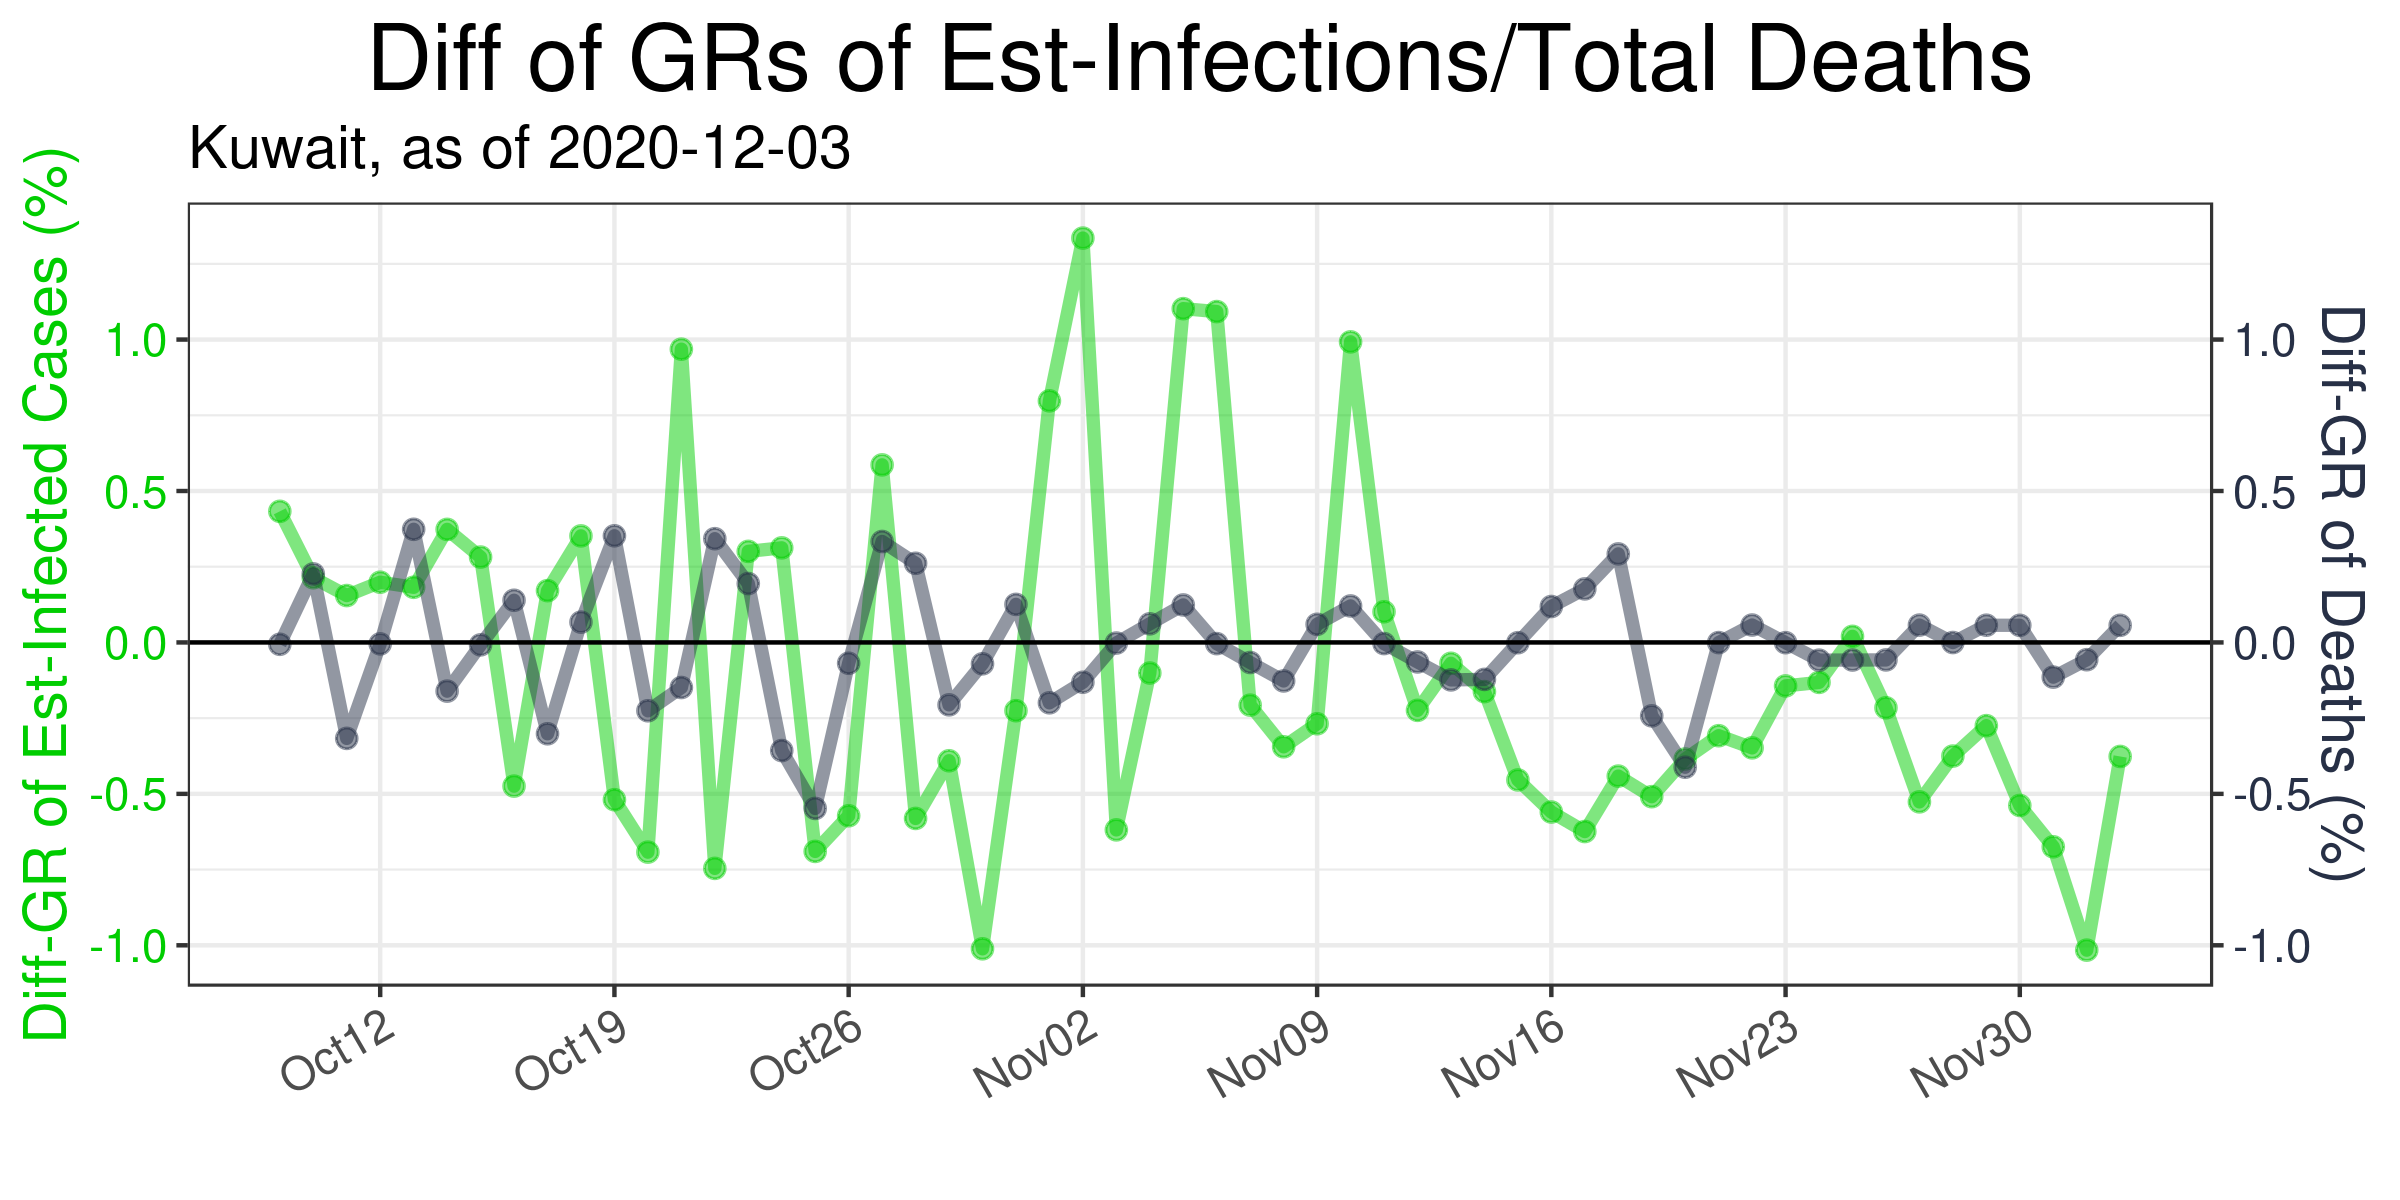 Diff of GRs of Est-Infections/Total Deaths
Kuwait, as of 2020-12-03
Diff-GR of Est-Infected Cases (%)
1.0
0.5
0.0
-0.5
-1.0
1.0
0.5
0.0
-0.5
-1.0
Diff-GR of Deaths (%)
Oct12
Oct19
Oct26
Nov02
Nov09
Nov16
Nov23
Nov30